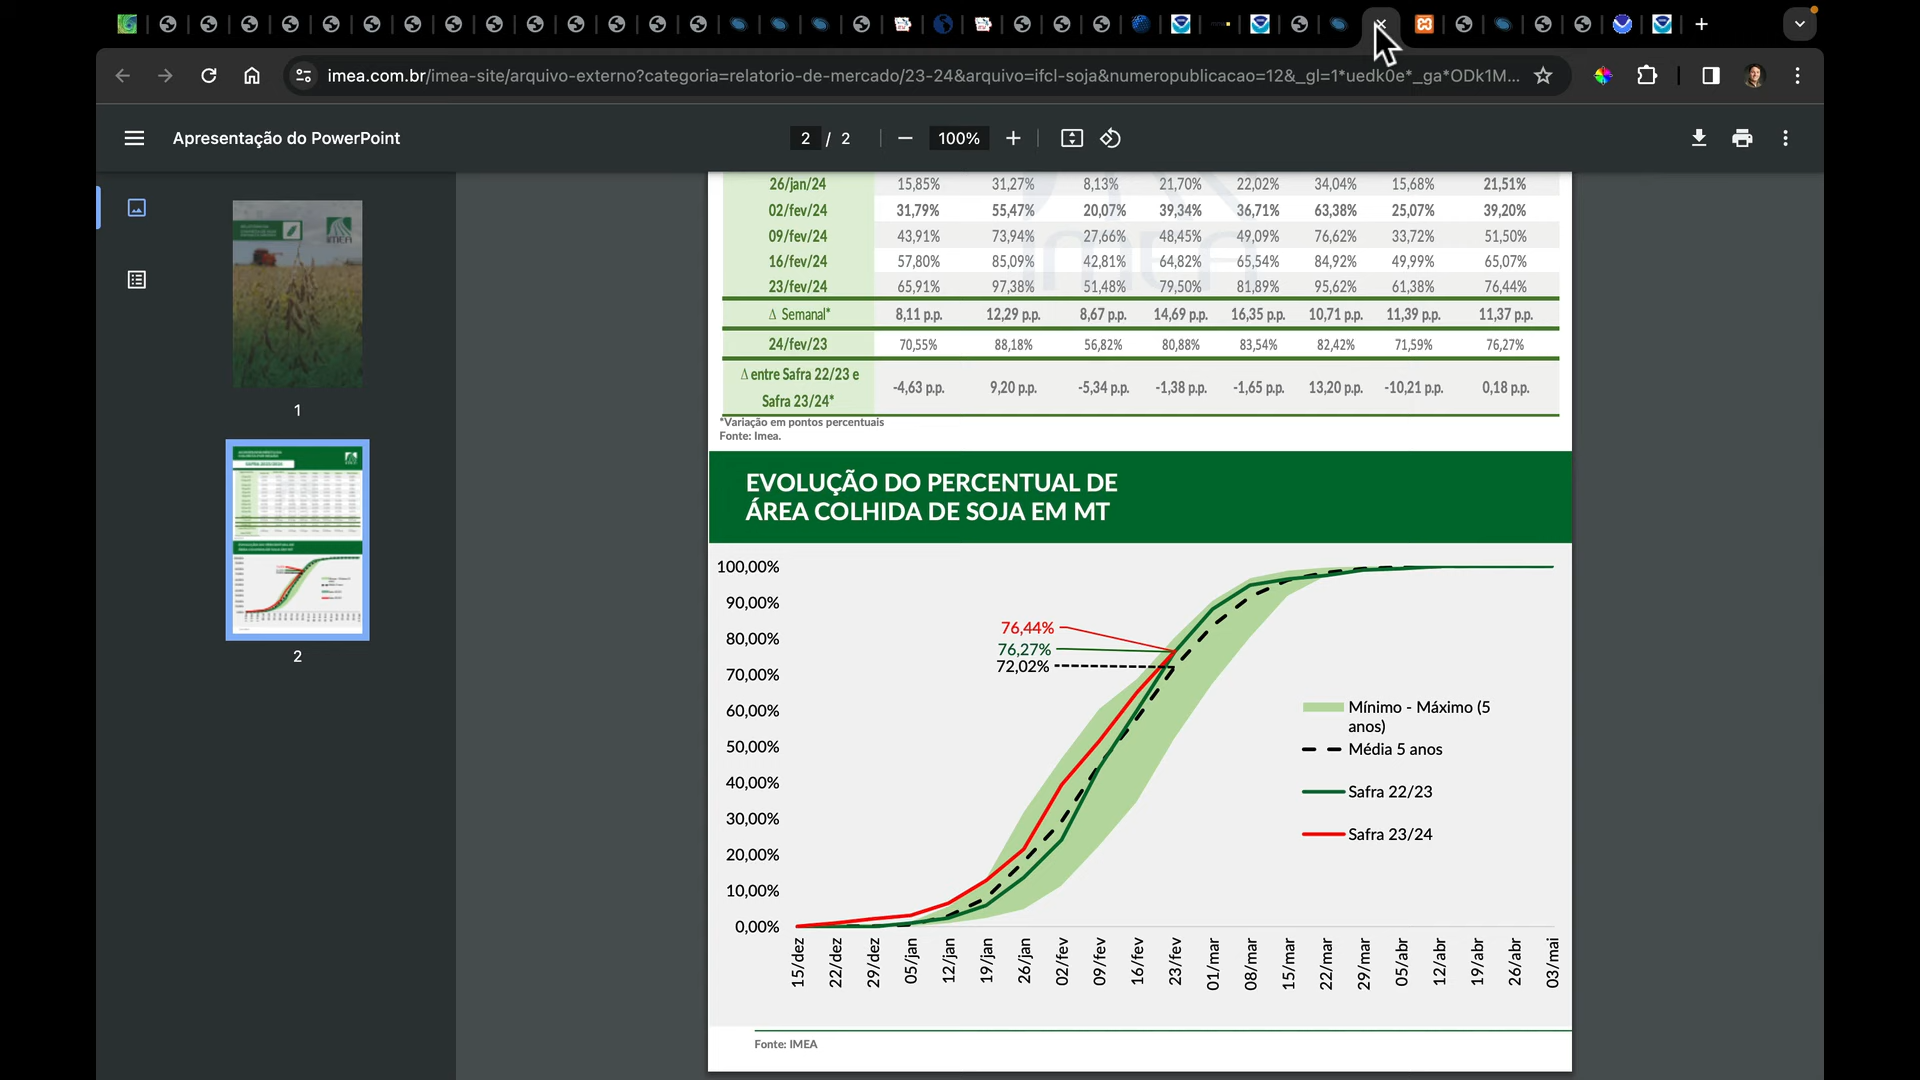 imea.com.br/imea-site/arquivo-externo?categoria=relatorio-de-mercado/23-24&arquivo=ifcl-soja&numeropublicacao=12&_gl=1*uedk0e*_ga*ODk1M...
Apresentação do PowerPoint
2 / 2
100%
26/jan/24 15,85% 31,27% 8,13% 21,70% 22,02% 34,04% 15,68% 21,51%
02/fev/24 31,79% 55,47% 20,07% 39,34% 36,71% 63,38% 25,07% 39,20%
09/fev/24 43,91% 73,94% 27,66% 48,45% 49,09% 76,62% 33,72% 51,50%
16/fev/24 57,80% 85,09% 42,81% 64,82% 65,54% 84,92% 49,99% 65,07%
23/fev/24 65,91% 97,38% 51,48% 79,50% 81,89% 95,62% 61,38% 76,44%
Δ Semanal* 8,11 p.p. 12,29 p.p. 8,67 p.p. 14,69 p.p. 16,35 p.p. 10,71 p.p. 11,39 p.p. 11,37 p.p.
24/fev/23 70,55% 88,18% 56,82% 80,88% 83,54% 82,42% 71,59% 76,27%
Δ entre Safra 22/23 e
Safra 23/24* -4,63 p.p. 9,20 p.p. -5,34 p.p. -1,38 p.p. -1,65 p.p. 13,20 p.p. -10,21 p.p. 0,18 p.p.
*Variação em pontos percentuais
Fonte: Imea.
IMEA
1
2
EVOLUÇÃO DO PERCENTUAL DE
ÁREA COLHIDA DE SOJA EM MT
100,00%
90,00%
80,00%
70,00%
60,00%
50,00%
40,00%
30,00%
20,00%
10,00%
0,00%
76,44%
76,27%
72,02%
Mínimo - Máximo (5
anos)
Média 5 anos
Safra 22/23
Safra 23/24
15/dez
22/dez
29/dez
05/jan
12/jan
19/jan
26/jan
02/fev
09/fev
16/fev
23/fev
01/mar
08/mar
15/mar
22/mar
29/mar
05/abr
12/abr
19/abr
26/abr
03/mai
Fonte: IMEA